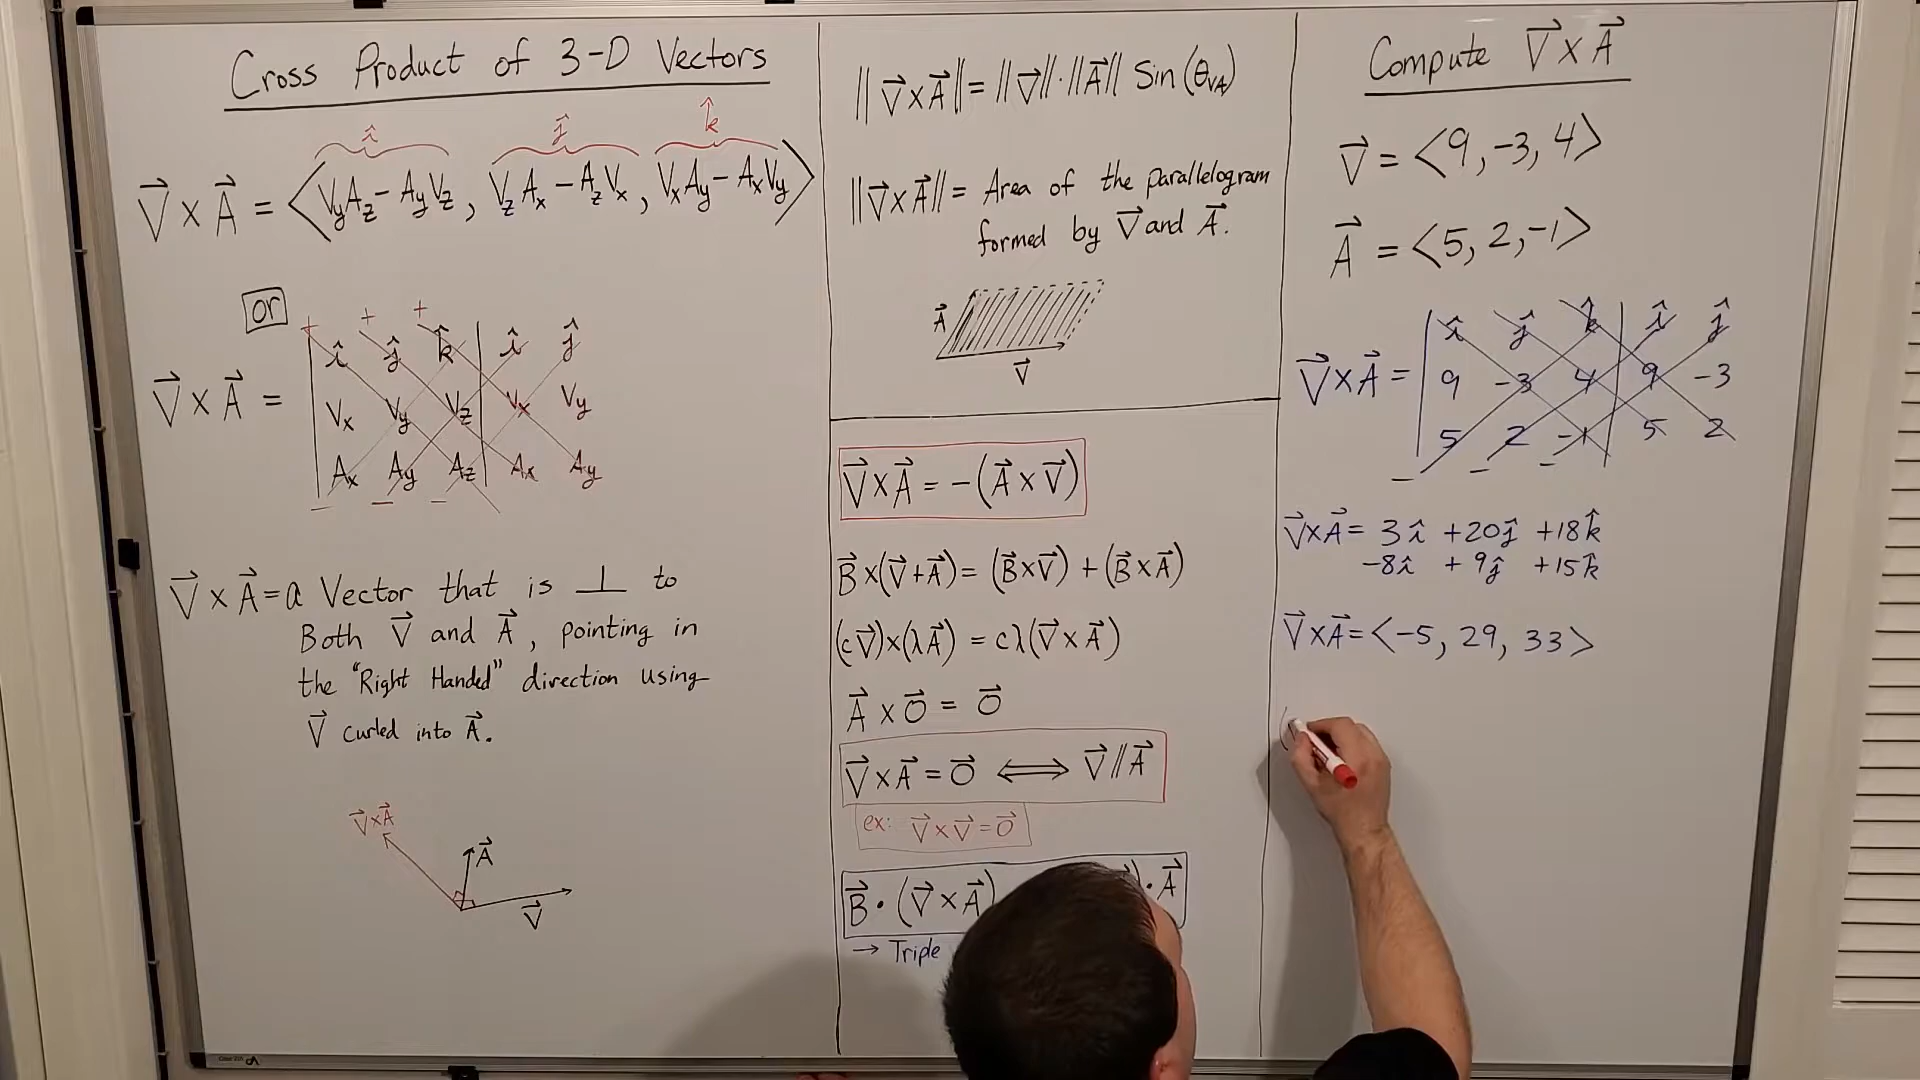 Cross Product of 3-D Vectors
î ĵ k̂
V⃗ × A⃗ = ⟨VyAz − AyVz, VzAx − AzVx, VxAy − AxVy⟩
or
+ + +
î ĵ k̂ | î ĵ
V⃗ × A⃗ = | Vx Vy Vz | Vx Vy
Ax Ay Az | Ax Ay
− − −
V⃗ × A⃗ = a Vector that is ⊥ to
Both V⃗ and A⃗, pointing in
the "Right Handed" direction using
V⃗ curled into A⃗.
V⃗×A⃗
A⃗
V⃗
||V⃗×A⃗|| = ||V⃗||·||A⃗|| Sin(θVA)
||V⃗×A⃗|| = Area of the parallelogram
formed by V⃗ and A⃗.
A⃗
V⃗
V⃗×A⃗ = −(A⃗×V⃗)
B⃗×(V⃗+A⃗) = (B⃗×V⃗) + (B⃗×A⃗)
(cV⃗)×(λA⃗) = cλ(V⃗×A⃗)
A⃗ × O⃗ = O⃗
V⃗×A⃗ = O⃗ ⟺ V⃗ // A⃗
ex: V⃗×V⃗ = O⃗
B⃗·(V⃗×A⃗) )·A⃗
→ Triple
Compute V⃗×A⃗
V⃗ = ⟨9, -3, 4⟩
A⃗ = ⟨5, 2, -1⟩
î ĵ k̂ | î ĵ
V⃗×A⃗ = | 9 -3 4 | 9 -3
5 2 -1 | 5 2
− − −
V⃗×A⃗ = 3î +20ĵ +18k̂
-8î + 9ĵ +15k̂
V⃗×A⃗ = ⟨-5, 29, 33⟩